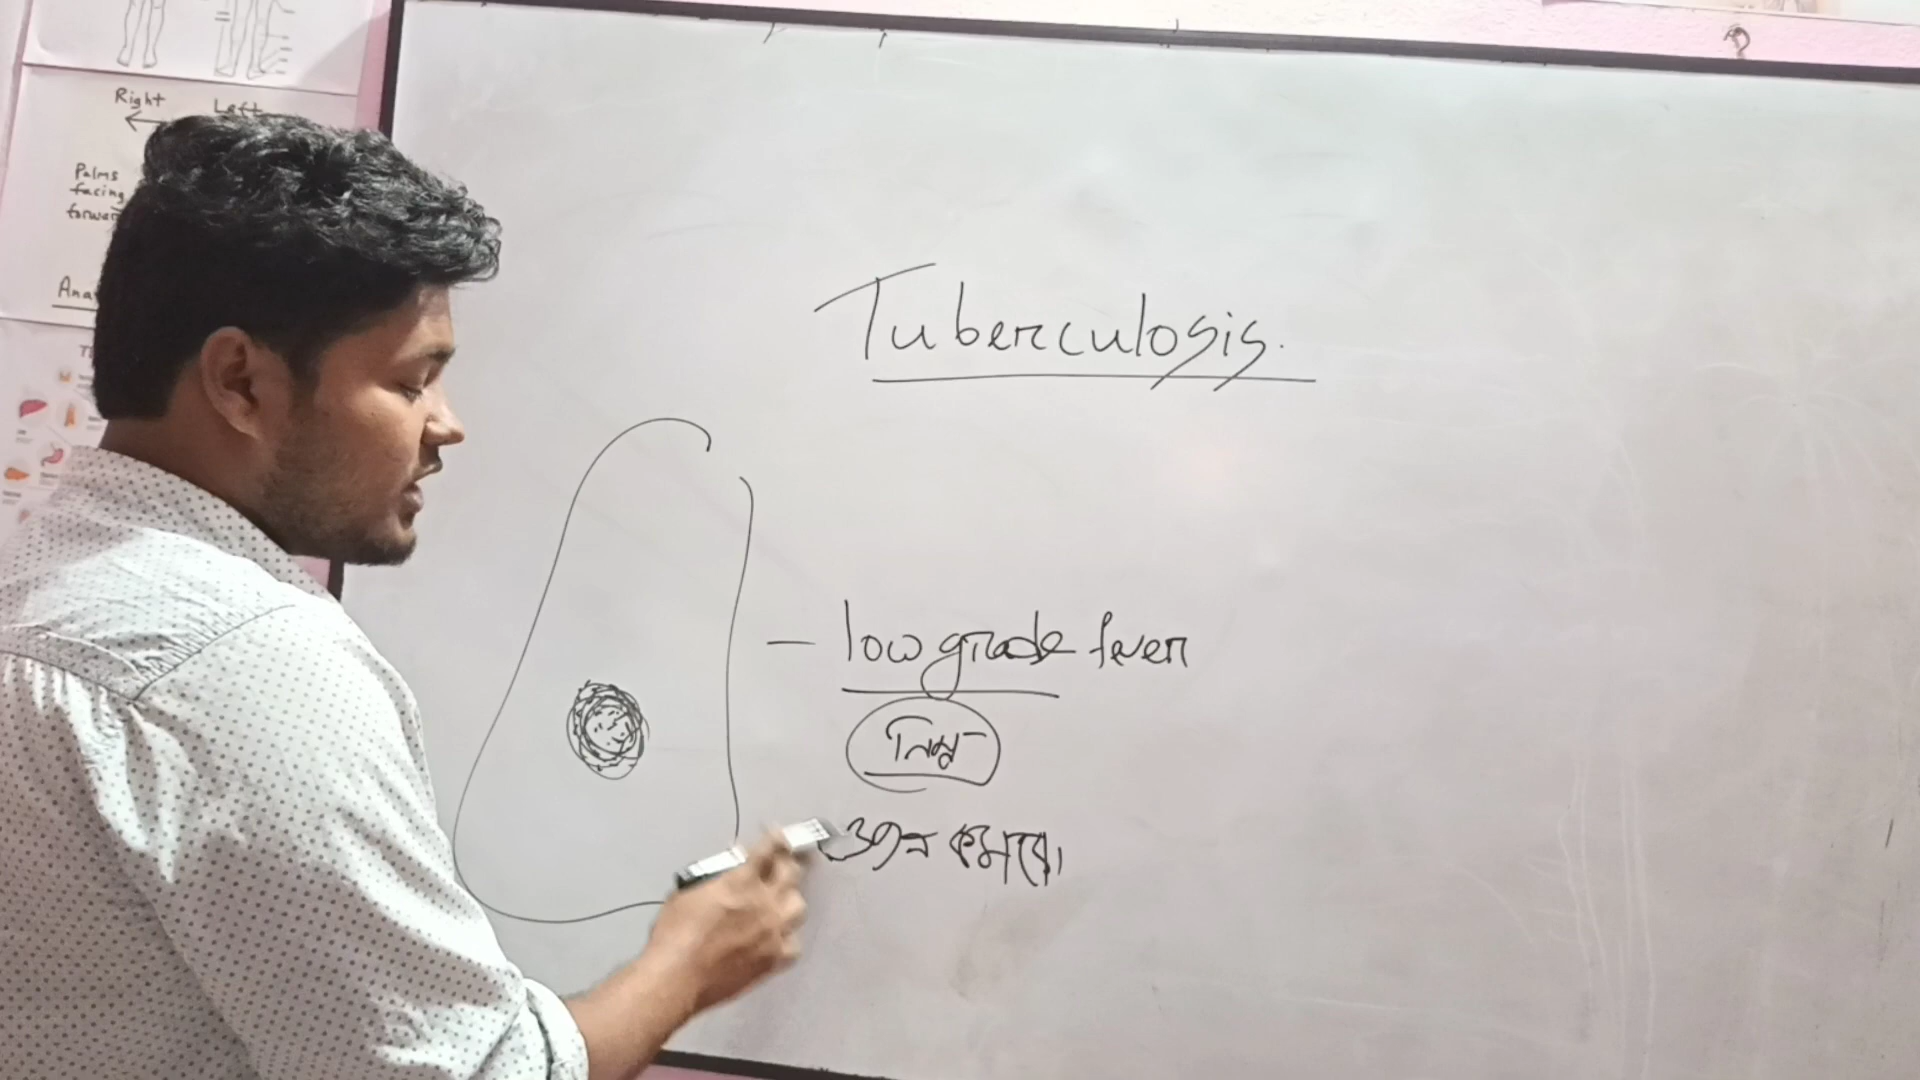 Right
Left
Palms
facing
Tuberculosis.
– low grade fever
নিম্ন
ওজন কমবে।